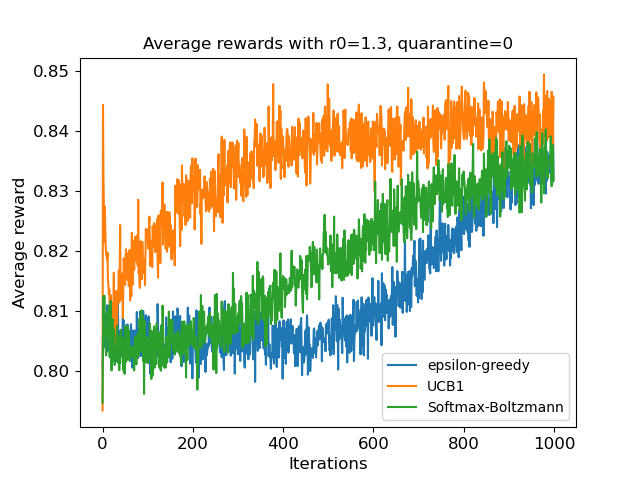 Average rewards with r0=1.3, quarantine=0
0.85
0.84
0.83
0.82
0.81
0.80
Average reward
0 200 400 600 800 1000
Iterations
epsilon-greedy
UCB1
Softmax-Boltzmann